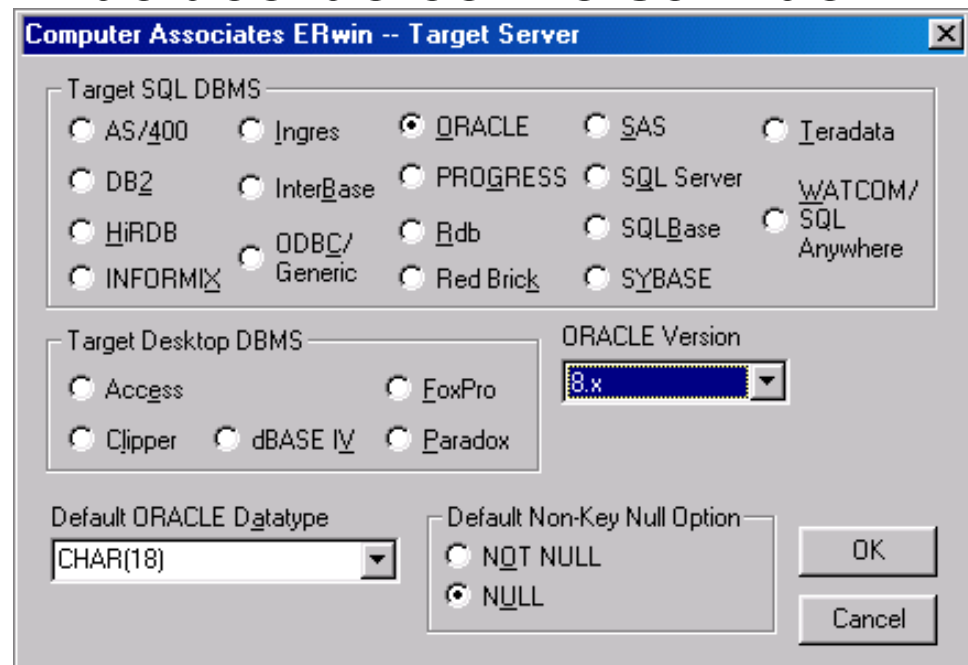 Computer Associates ERwin -- Target Server
Target SQL DBMS
AS/400
DB2
HiRDB
INFORMIX
Ingres
InterBase
ODBC/
Generic
ORACLE
PROGRESS
Rdb
Red Brick
SAS
SQL Server
SQLBase
SYBASE
Teradata
WATCOM/
SQL
Anywhere
Target Desktop DBMS
Access
FoxPro
Clipper
dBASE IV
Paradox
ORACLE Version
8.x
Default ORACLE Datatype
CHAR(18)
Default Non-Key Null Option
NOT NULL
NULL
OK
Cancel